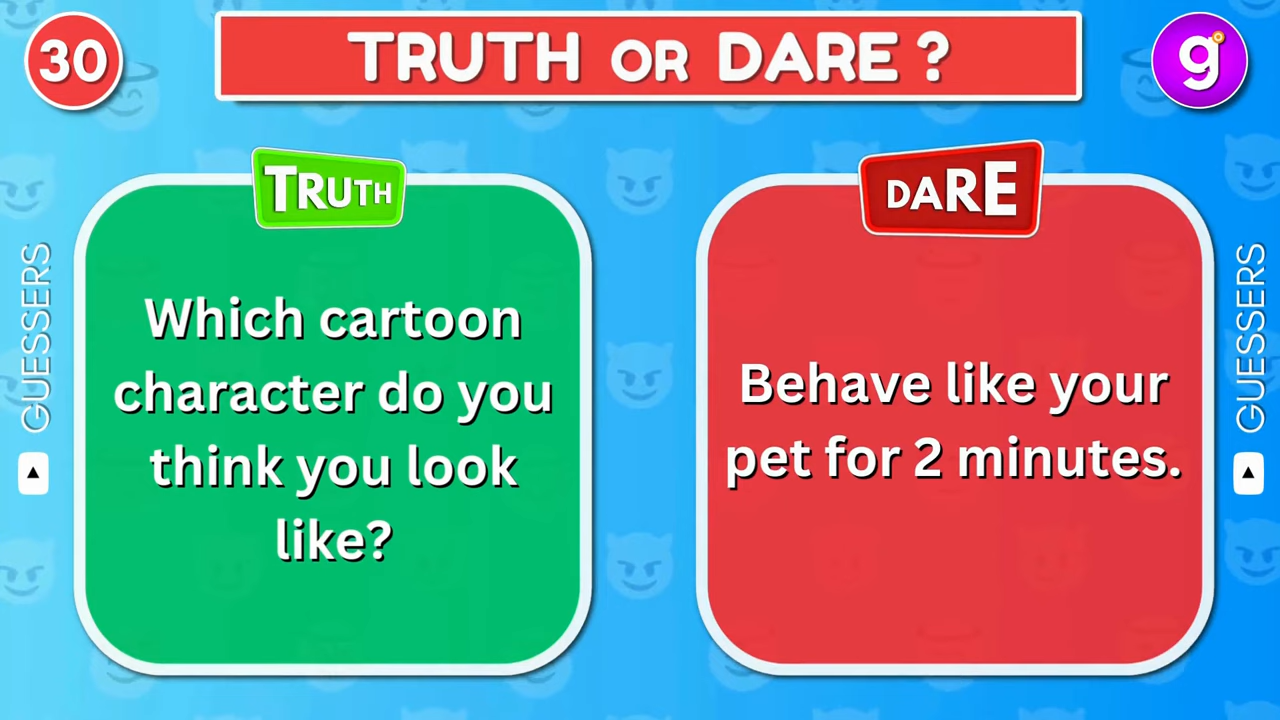 30
TRUTH OR DARE ?
g
TRUTH
DARE
Which cartoon
character do you
think you look
like?
Behave like your
pet for 2 minutes.
GUESSERS
GUESSERS